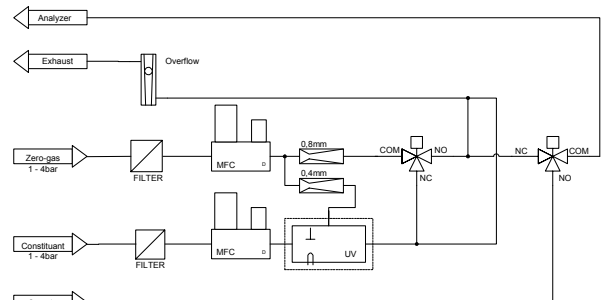 Analyzer
Exhaust
Overflow
Zero-gas
1 - 4bar
FILTER
MFC
D
0,8mm
0,4mm
COM
NO
NC
NC
COM
NO
Constituant
1 - 4bar
FILTER
MFC
D
UV